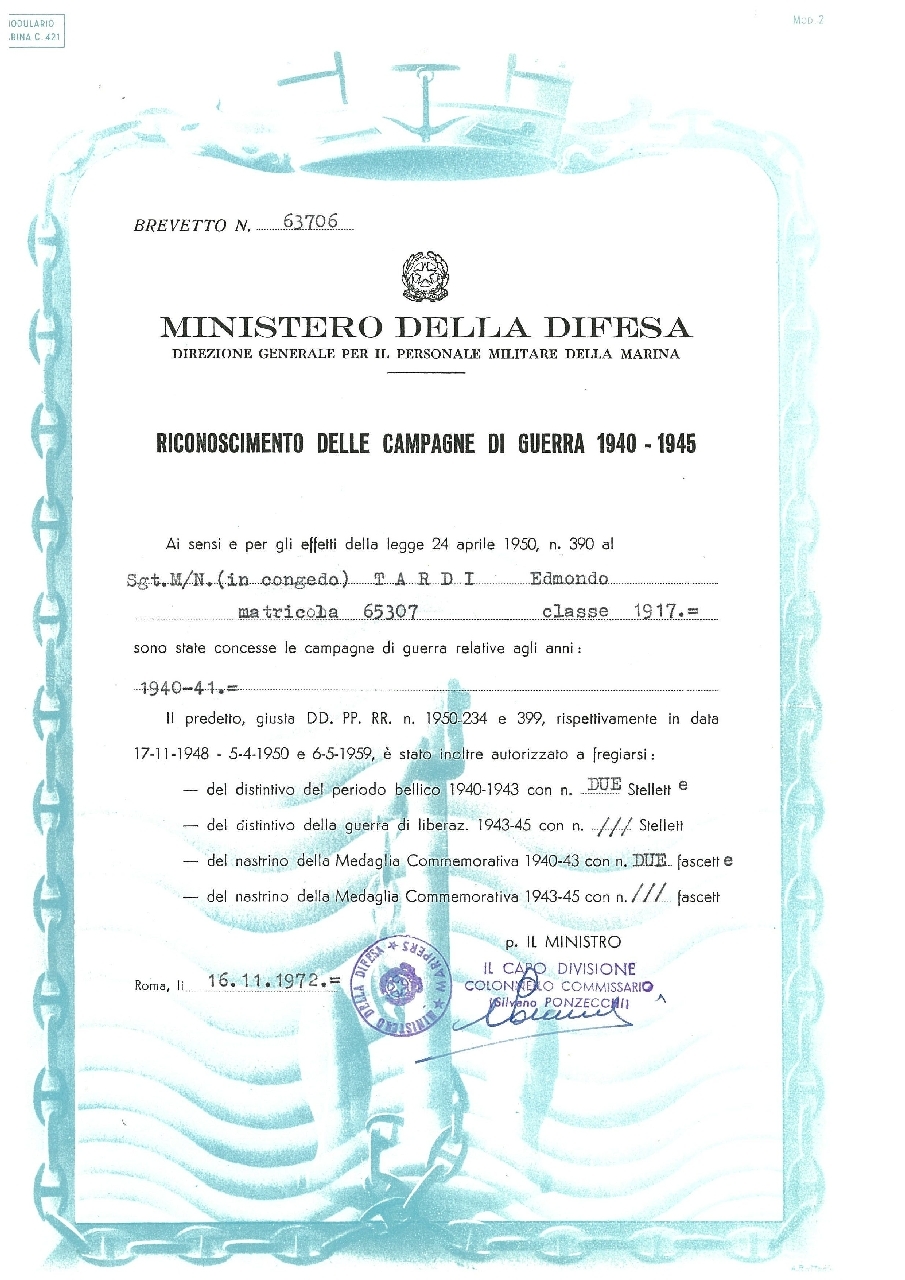 MODULARIO
RINA C. 421
Mod. 2
BREVETTO N. 63706
MINISTERO DELLA DIFESA
DIREZIONE GENERALE PER IL PERSONALE MILITARE DELLA MARINA
RICONOSCIMENTO DELLE CAMPAGNE DI GUERRA 1940 - 1945
Ai sensi e per gli effetti della legge 24 aprile 1950, n. 390 al
Sgt.M/N.(in congedo) T A R D I Edmondo
matricola 65307 classe 1917.=
sono state concesse le campagne di guerra relative agli anni :
1940-41.=
Il predetto, giusta DD. PP. RR. n. 1950-234 e 399, rispettivamente in data
17-11-1948 - 5-4-1950 e 6-5-1959, è stato inoltre autorizzato a fregiarsi :
— del distintivo del periodo bellico 1940-1943 con n. DUE Stellett e
— del distintivo della guerra di liberaz. 1943-45 con n. /// Stellett
— del nastrino della Medaglia Commemorativa 1940-43 con n. DUE fascett e
— del nastrino della Medaglia Commemorativa 1943-45 con n. /// fascett
p. IL MINISTRO
IL CAPO DIVISIONE
COLONNELLO COMMISSARIO
(Silvano PONZECCHI)
Roma, li 16.11.1972.=
MINISTERO DELLA DIFESA ★ MARIPERS ★